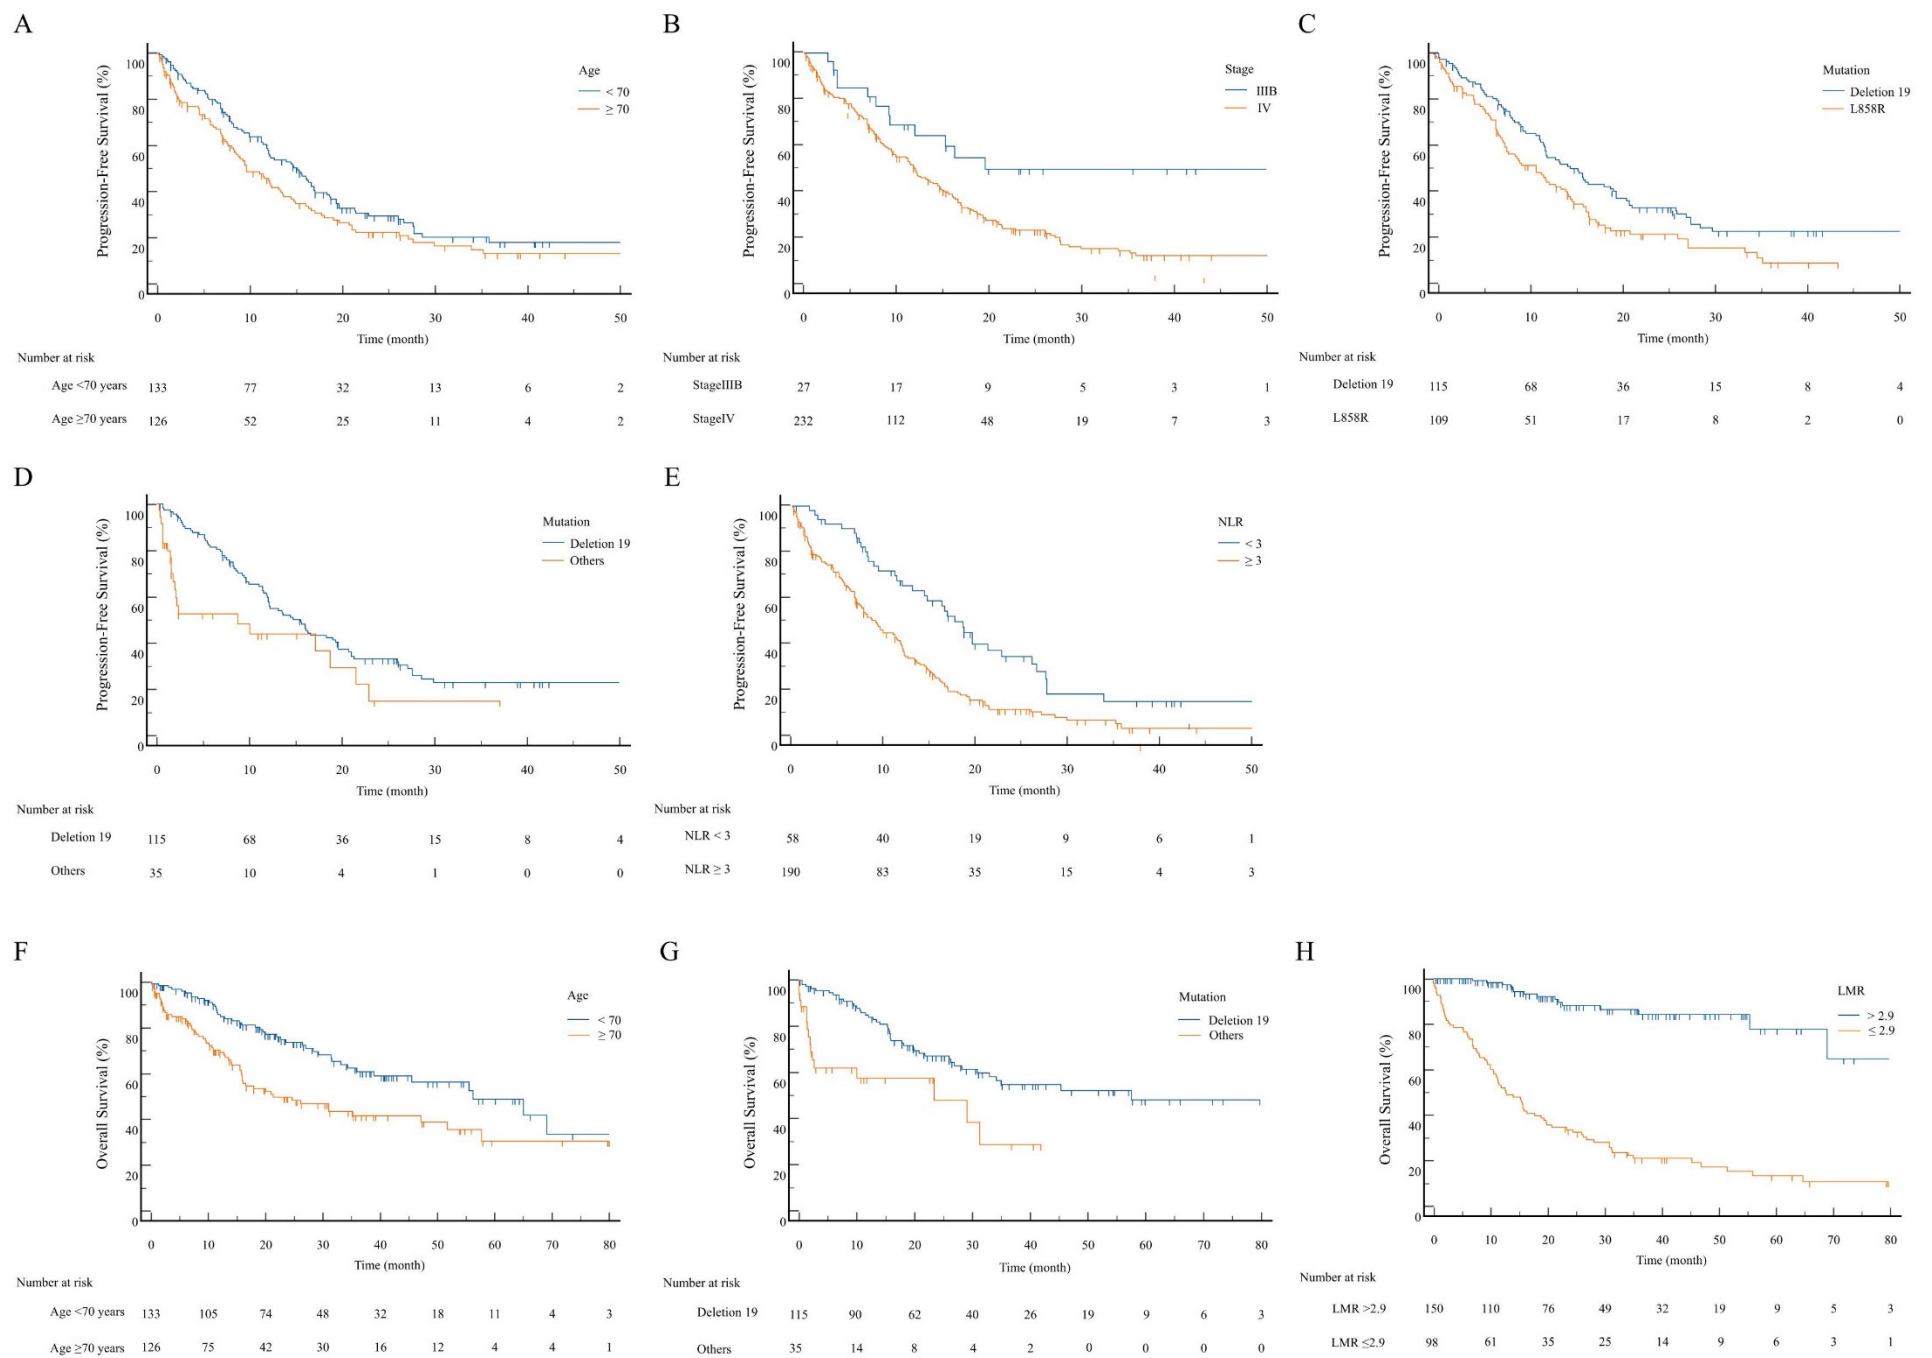 A
Progression-Free Survival (%)
100
80
60
40
20
0
Age
< 70
≥ 70
0 10 20 30 40 50
Time (month)
Number at risk
Age <70 years 133 77 32 13 6 2
Age ≥70 years 126 52 25 11 4 2
B
Progression-Free Survival (%)
100
80
60
40
20
0
Stage
IIIB
IV
0 10 20 30 40 50
Time (month)
Number at risk
StageIIIB 27 17 9 5 3 1
StageIV 232 112 48 19 7 3
C
Progression-Free Survival (%)
100
80
60
40
20
0
Mutation
Deletion 19
L858R
0 10 20 30 40 50
Time (month)
Number at risk
Deletion 19 115 68 36 15 8 4
L858R 109 51 17 8 2 0
D
Progression-Free Survival (%)
100
80
60
40
20
0
Mutation
Deletion 19
Others
0 10 20 30 40 50
Time (month)
Number at risk
Deletion 19 115 68 36 15 8 4
Others 35 10 4 1 0 0
E
Progression-Free Survival (%)
100
80
60
40
20
0
NLR
< 3
≥ 3
0 10 20 30 40 50
Time (month)
Number at risk
NLR < 3 58 40 19 9 6 1
NLR ≥ 3 190 83 35 15 4 3
F
Overall Survival (%)
100
80
60
40
20
0
Age
< 70
≥ 70
0 10 20 30 40 50 60 70 80
Time (month)
Number at risk
Age <70 years 133 105 74 48 32 18 11 4 3
Age ≥70 years 126 75 42 30 16 12 4 4 1
G
Overall Survival (%)
100
80
60
40
20
0
Mutation
Deletion 19
Others
0 10 20 30 40 50 60 70 80
Time (month)
Number at risk
Deletion 19 115 90 62 40 26 19 9 6 3
Others 35 14 8 4 2 0 0 0 0
H
Overall Survival (%)
100
80
60
40
20
0
LMR
> 2.9
≤ 2.9
0 10 20 30 40 50 60 70 80
Time (month)
Number at risk
LMR >2.9 150 110 76 49 32 19 9 5 3
LMR ≤2.9 98 61 35 25 14 9 6 3 1